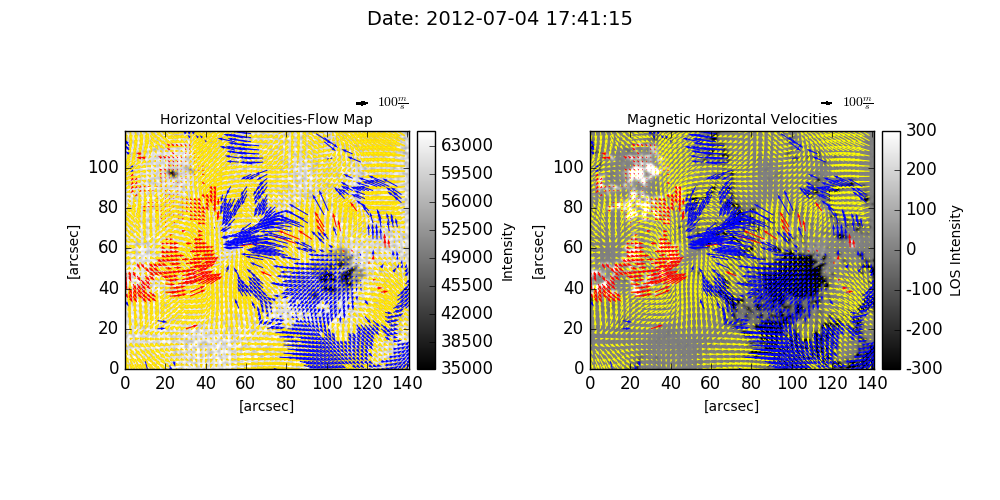 Date: 2012-07-04 17:41:15
100 m/s
100 m/s
Horizontal Velocities-Flow Map
Magnetic Horizontal Velocities
100
80
60
40
20
0
[arcsec]
0 20 40 60 80 100 120 140
[arcsec]
63000
59500
56000
52500
49000
45500
42000
38500
35000
Intensity
100
80
60
40
20
0
[arcsec]
0 20 40 60 80 100 120 140
[arcsec]
300
200
100
0
-100
-200
-300
LOS Intensity